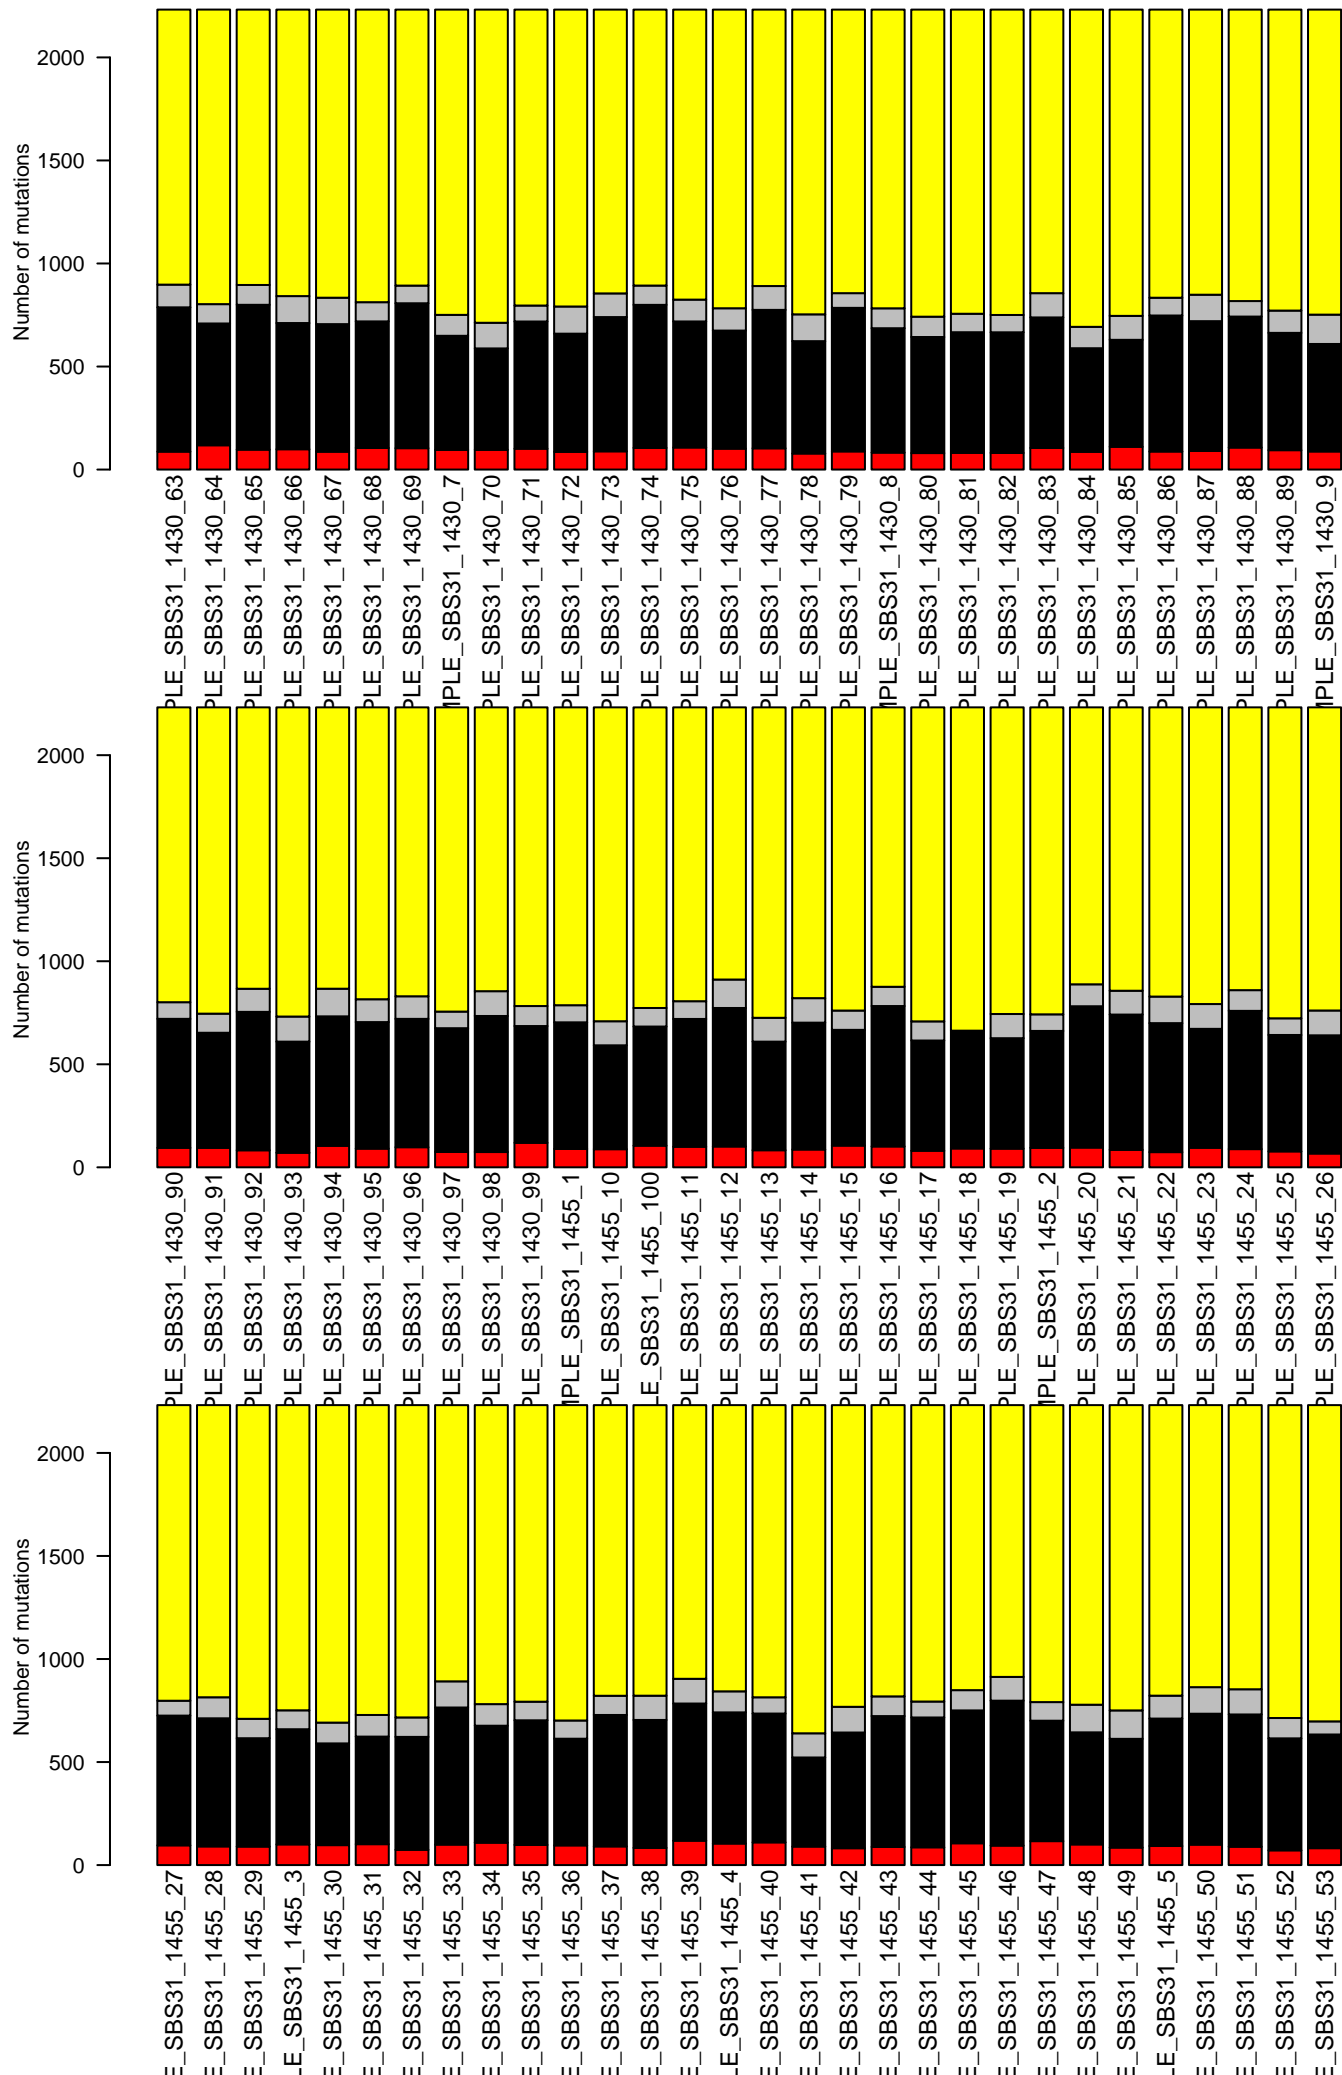 Number of mutations
2000
1500
1000
500
0
PLE_SBS31_1430_63
PLE_SBS31_1430_64
PLE_SBS31_1430_65
PLE_SBS31_1430_66
PLE_SBS31_1430_67
PLE_SBS31_1430_68
PLE_SBS31_1430_69
MPLE_SBS31_1430_7
PLE_SBS31_1430_70
PLE_SBS31_1430_71
PLE_SBS31_1430_72
PLE_SBS31_1430_73
PLE_SBS31_1430_74
PLE_SBS31_1430_75
PLE_SBS31_1430_76
PLE_SBS31_1430_77
PLE_SBS31_1430_78
PLE_SBS31_1430_79
MPLE_SBS31_1430_8
PLE_SBS31_1430_80
PLE_SBS31_1430_81
PLE_SBS31_1430_82
PLE_SBS31_1430_83
PLE_SBS31_1430_84
PLE_SBS31_1430_85
PLE_SBS31_1430_86
PLE_SBS31_1430_87
PLE_SBS31_1430_88
PLE_SBS31_1430_89
MPLE_SBS31_1430_9
Number of mutations
2000
1500
1000
500
0
PLE_SBS31_1430_90
PLE_SBS31_1430_91
PLE_SBS31_1430_92
PLE_SBS31_1430_93
PLE_SBS31_1430_94
PLE_SBS31_1430_95
PLE_SBS31_1430_96
PLE_SBS31_1430_97
PLE_SBS31_1430_98
PLE_SBS31_1430_99
MPLE_SBS31_1455_1
PLE_SBS31_1455_10
LE_SBS31_1455_100
PLE_SBS31_1455_11
PLE_SBS31_1455_12
PLE_SBS31_1455_13
PLE_SBS31_1455_14
PLE_SBS31_1455_15
PLE_SBS31_1455_16
PLE_SBS31_1455_17
PLE_SBS31_1455_18
PLE_SBS31_1455_19
MPLE_SBS31_1455_2
PLE_SBS31_1455_20
PLE_SBS31_1455_21
PLE_SBS31_1455_22
PLE_SBS31_1455_23
PLE_SBS31_1455_24
PLE_SBS31_1455_25
PLE_SBS31_1455_26
Number of mutations
2000
1500
1000
500
0
E_SBS31_1455_27
E_SBS31_1455_28
E_SBS31_1455_29
LE_SBS31_1455_3
E_SBS31_1455_30
E_SBS31_1455_31
E_SBS31_1455_32
E_SBS31_1455_33
E_SBS31_1455_34
E_SBS31_1455_35
E_SBS31_1455_36
E_SBS31_1455_37
E_SBS31_1455_38
E_SBS31_1455_39
LE_SBS31_1455_4
E_SBS31_1455_40
E_SBS31_1455_41
E_SBS31_1455_42
E_SBS31_1455_43
E_SBS31_1455_44
E_SBS31_1455_45
E_SBS31_1455_46
E_SBS31_1455_47
E_SBS31_1455_48
E_SBS31_1455_49
LE_SBS31_1455_5
E_SBS31_1455_50
E_SBS31_1455_51
E_SBS31_1455_52
E_SBS31_1455_53